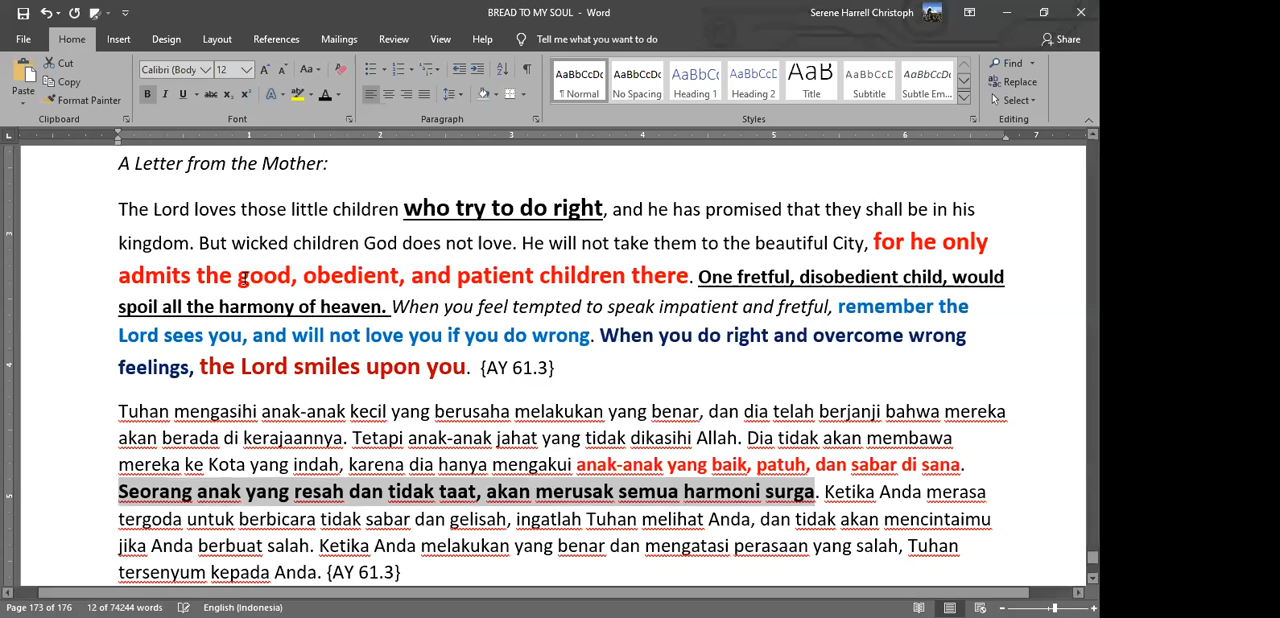 BREAD TO MY SOUL - Word
Serene Harrell Christoph
File Home Insert Design Layout References Mailings Review View Help Tell me what you want to do Share
Paste
Cut
Copy
Format Painter
Clipboard
Calibri (Body 12
Font
Paragraph
AaBbCcDc ¶ Normal
AaBbCcDc No Spacing
AaBbCc Heading 1
AaBbCcD Heading 2
AaB Title
AaBbCcD Subtitle
AaBbCcDc Subtle Em...
Styles
Find
Replace
Select
Editing
1 2 3 4 5 6 7
A Letter from the Mother:
The Lord loves those little children who try to do right, and he has promised that they shall be in his
kingdom. But wicked children God does not love. He will not take them to the beautiful City, for he only
admits the good, obedient, and patient children there. One fretful, disobedient child, would
spoil all the harmony of heaven. When you feel tempted to speak impatient and fretful, remember the
Lord sees you, and will not love you if you do wrong. When you do right and overcome wrong
feelings, the Lord smiles upon you. {AY 61.3}
Tuhan mengasihi anak-anak kecil yang berusaha melakukan yang benar, dan dia telah berjanji bahwa mereka
akan berada di kerajaannya. Tetapi anak-anak jahat yang tidak dikasihi Allah. Dia tidak akan membawa
mereka ke Kota yang indah, karena dia hanya mengakui anak-anak yang baik, patuh, dan sabar di sana.
Seorang anak yang resah dan tidak taat, akan merusak semua harmoni surga. Ketika Anda merasa
tergoda untuk berbicara tidak sabar dan gelisah, ingatlah Tuhan melihat Anda, dan tidak akan mencintaimu
jika Anda berbuat salah. Ketika Anda melakukan yang benar dan mengatasi perasaan yang salah, Tuhan
tersenyum kepada Anda. {AY 61.3}
Page 173 of 176 12 of 74244 words English (Indonesia)